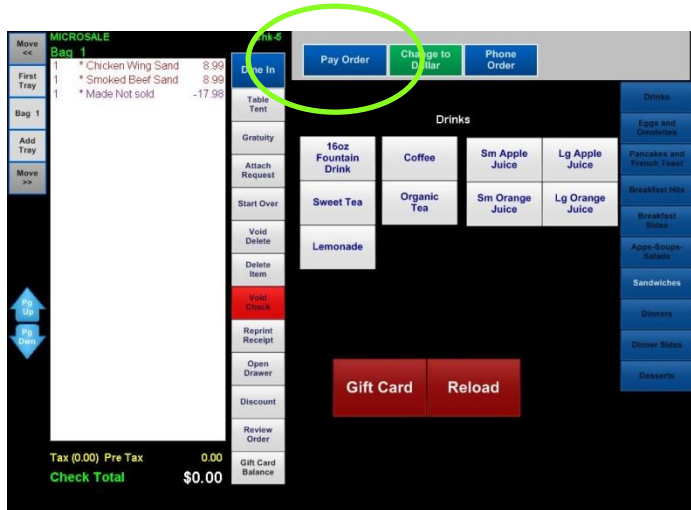 Move
<<
First
Tray
Bag 1
Add
Tray
Move
>>
Pg
Up
Pg
Dwn
MICROSALE
Chk-5
Bag 1
1 * Chicken Wing Sand 8.99
1 * Smoked Beef Sand 8.99
1 * Made Not sold -17.98
Tax (0.00) Pre Tax 0.00
Check Total $0.00
Dine In
Table
Tent
Gratuity
Attach
Request
Start Over
Void
Delete
Delete
Item
Void
Check
Reprint
Receipt
Open
Drawer
Discount
Review
Order
Gift Card
Balance
Pay Order
Change to
Dollar
Phone
Order
Drinks
16oz
Fountain
Drink
Coffee
Sm Apple
Juice
Lg Apple
Juice
Sweet Tea
Organic
Tea
Sm Orange
Juice
Lg Orange
Juice
Lemonade
Gift Card
Reload
Drinks
Eggs and
Omelettes
Pancakes and
French Toast
Breakfast Hits
Breakfast
Sides
Apps-Soups-
Salads
Sandwiches
Dinners
Dinner Sides
Desserts